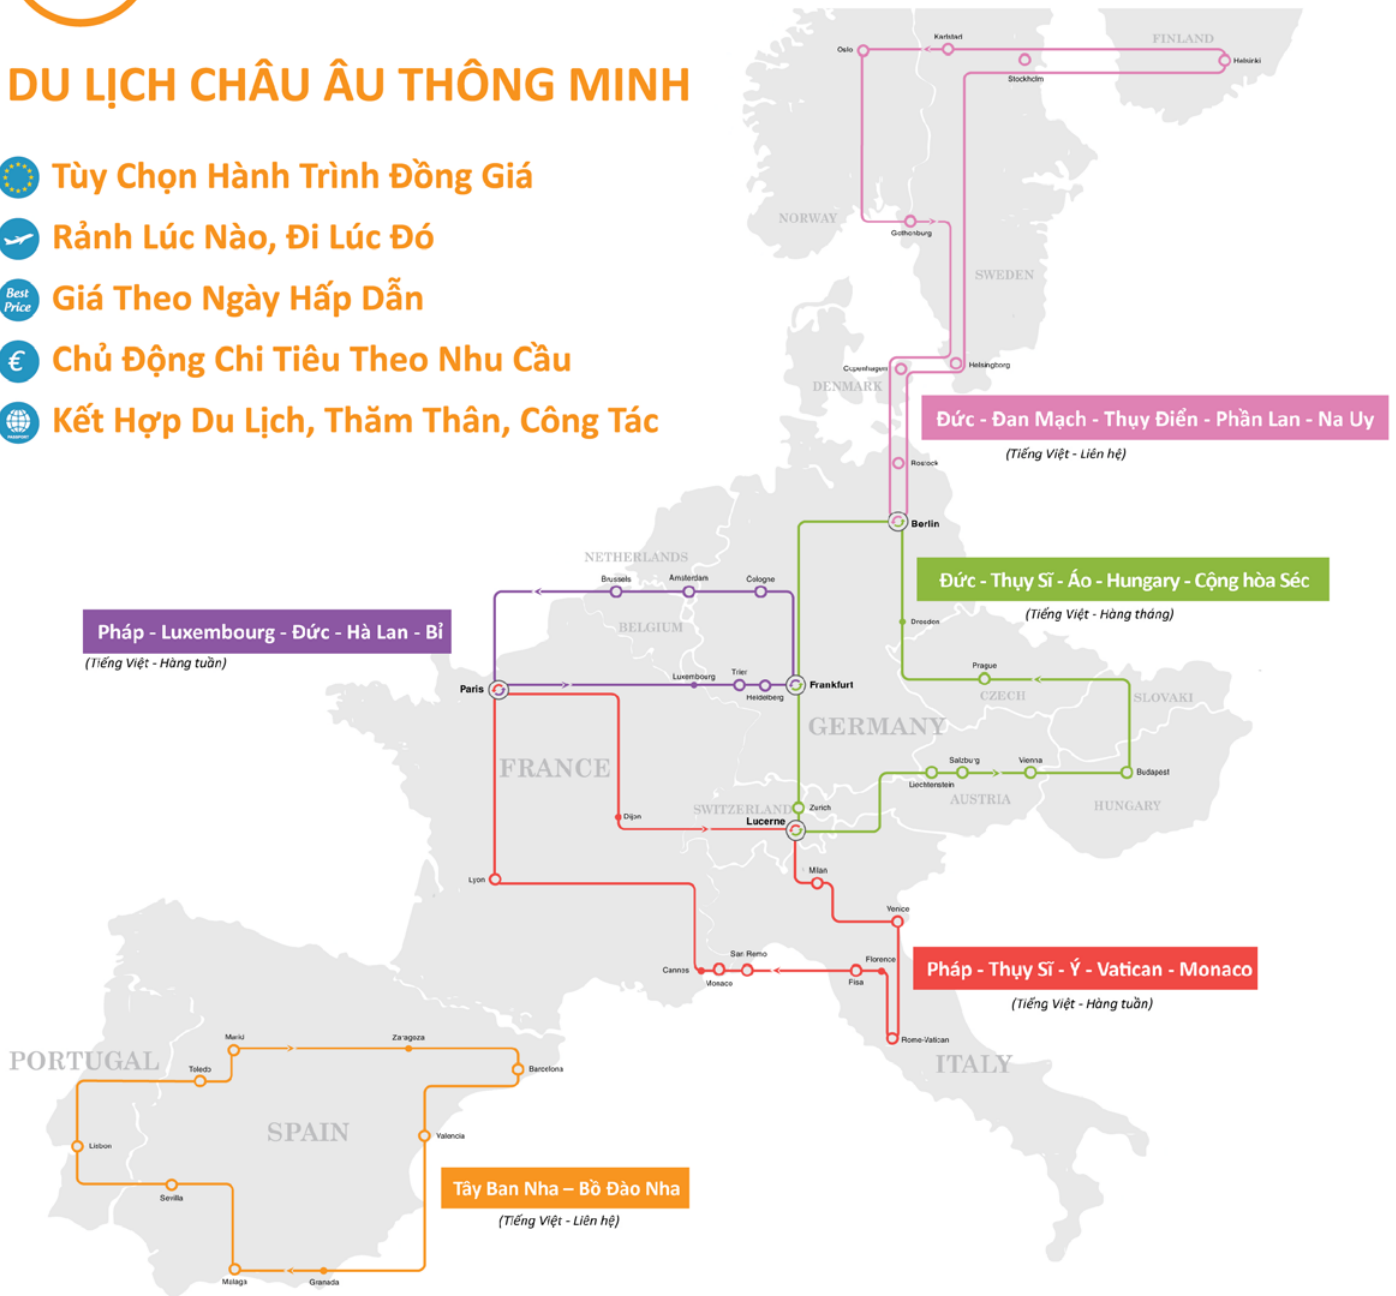 DU LỊCH CHÂU ÂU THÔNG MINH
Tùy Chọn Hành Trình Đồng Giá
Rảnh Lúc Nào, Đi Lúc Đó
Best Price
Giá Theo Ngày Hấp Dẫn
€
Chủ Động Chi Tiêu Theo Nhu Cầu
PASSPORT
Kết Hợp Du Lịch, Thăm Thân, Công Tác
Oslo
Karlstad
Stockholm
FINLAND
Helsinki
NORWAY
Gothenburg
SWEDEN
Copenhagen
Helsingborg
DENMARK
Đức - Đan Mạch - Thụy Điển - Phần Lan - Na Uy
(Tiếng Việt - Liên hệ)
Rostock
Berlin
NETHERLANDS
Brussels
Amsterdam
Cologne
Đức - Thụy Sĩ - Áo - Hungary - Cộng hòa Séc
(Tiếng Việt - Hàng tháng)
BELGIUM
Dresden
Pháp - Luxembourg - Đức - Hà Lan - Bỉ
(Tiếng Việt - Hàng tuần)
Paris
Luxembourg
Trier
Heidelberg
Frankfurt
Prague
CZECH
SLOVAKI
GERMANY
FRANCE
Salzburg
Vienna
Liechtenstein
Budapest
AUSTRIA
HUNGARY
SWITZERLAND
Zurich
Lucerne
Dijon
Lyon
Milan
Venice
Cannes
San Remo
Monaco
Florence
Pisa
Pháp - Thụy Sĩ - Ý - Vatican - Monaco
(Tiếng Việt - Hàng tuần)
Rome-Vatican
ITALY
PORTUGAL
Toledo
Zaragoza
Barcelona
SPAIN
Lisbon
Valencia
Sevilla
Tây Ban Nha – Bồ Đào Nha
(Tiếng Việt - Liên hệ)
Malaga
Granada